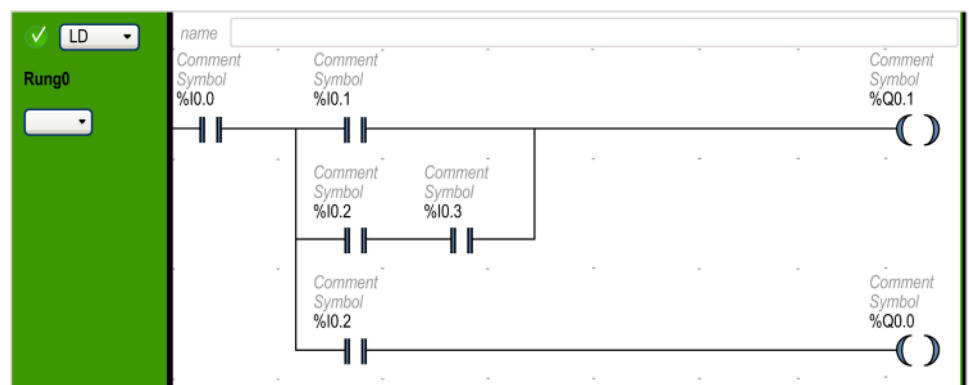 LD
name
Rung0
Comment Comment Comment
Symbol Symbol Symbol
%I0.0 %I0.1 %Q0.1
Comment Comment
Symbol Symbol
%I0.2 %I0.3
Comment Comment
Symbol Symbol
%I0.2 %Q0.0